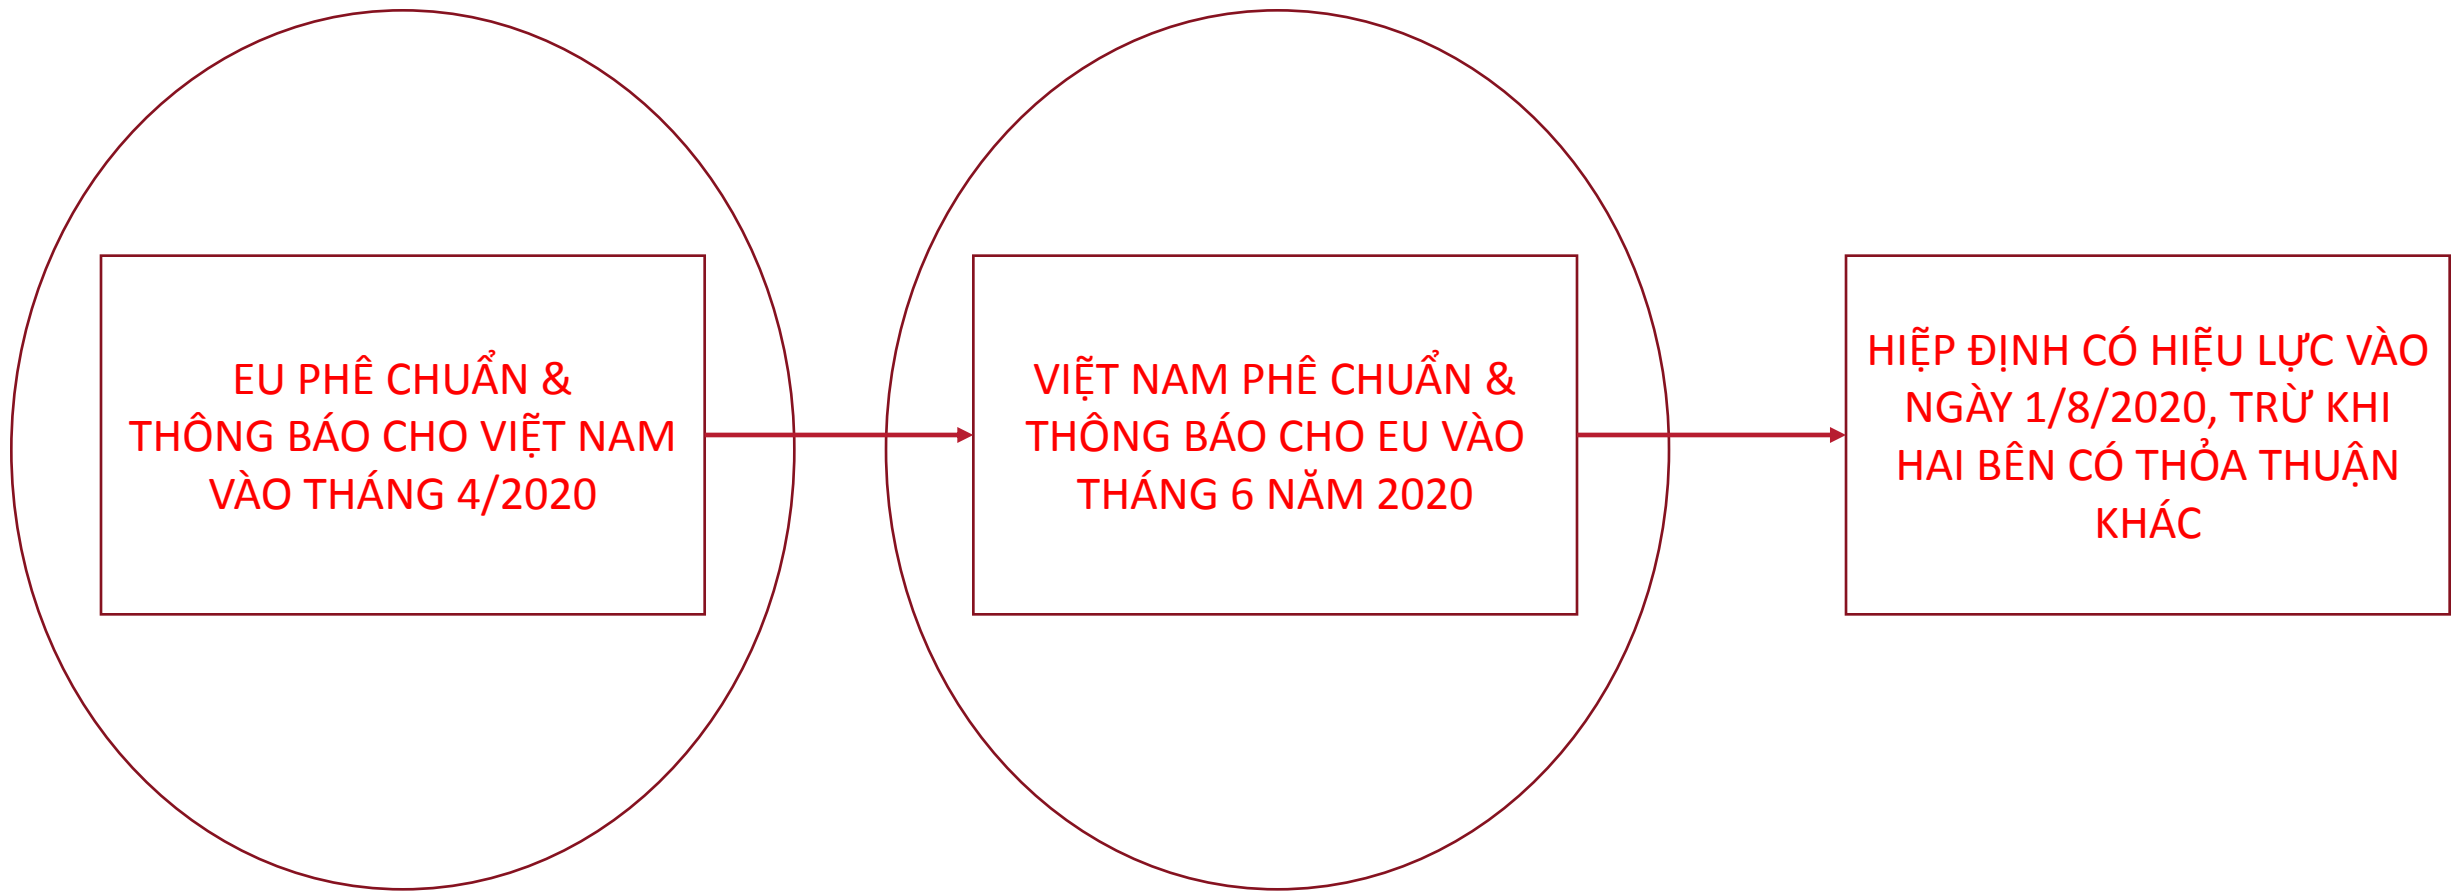 EU PHÊ CHUẨN &
THÔNG BÁO CHO VIỆT NAM
VÀO THÁNG 4/2020
VIỆT NAM PHÊ CHUẨN &
THÔNG BÁO CHO EU VÀO
THÁNG 6 NĂM 2020
HIỆP ĐỊNH CÓ HIỆU LỰC VÀO
NGÀY 1/8/2020, TRỪ KHI
HAI BÊN CÓ THỎA THUẬN
KHÁC